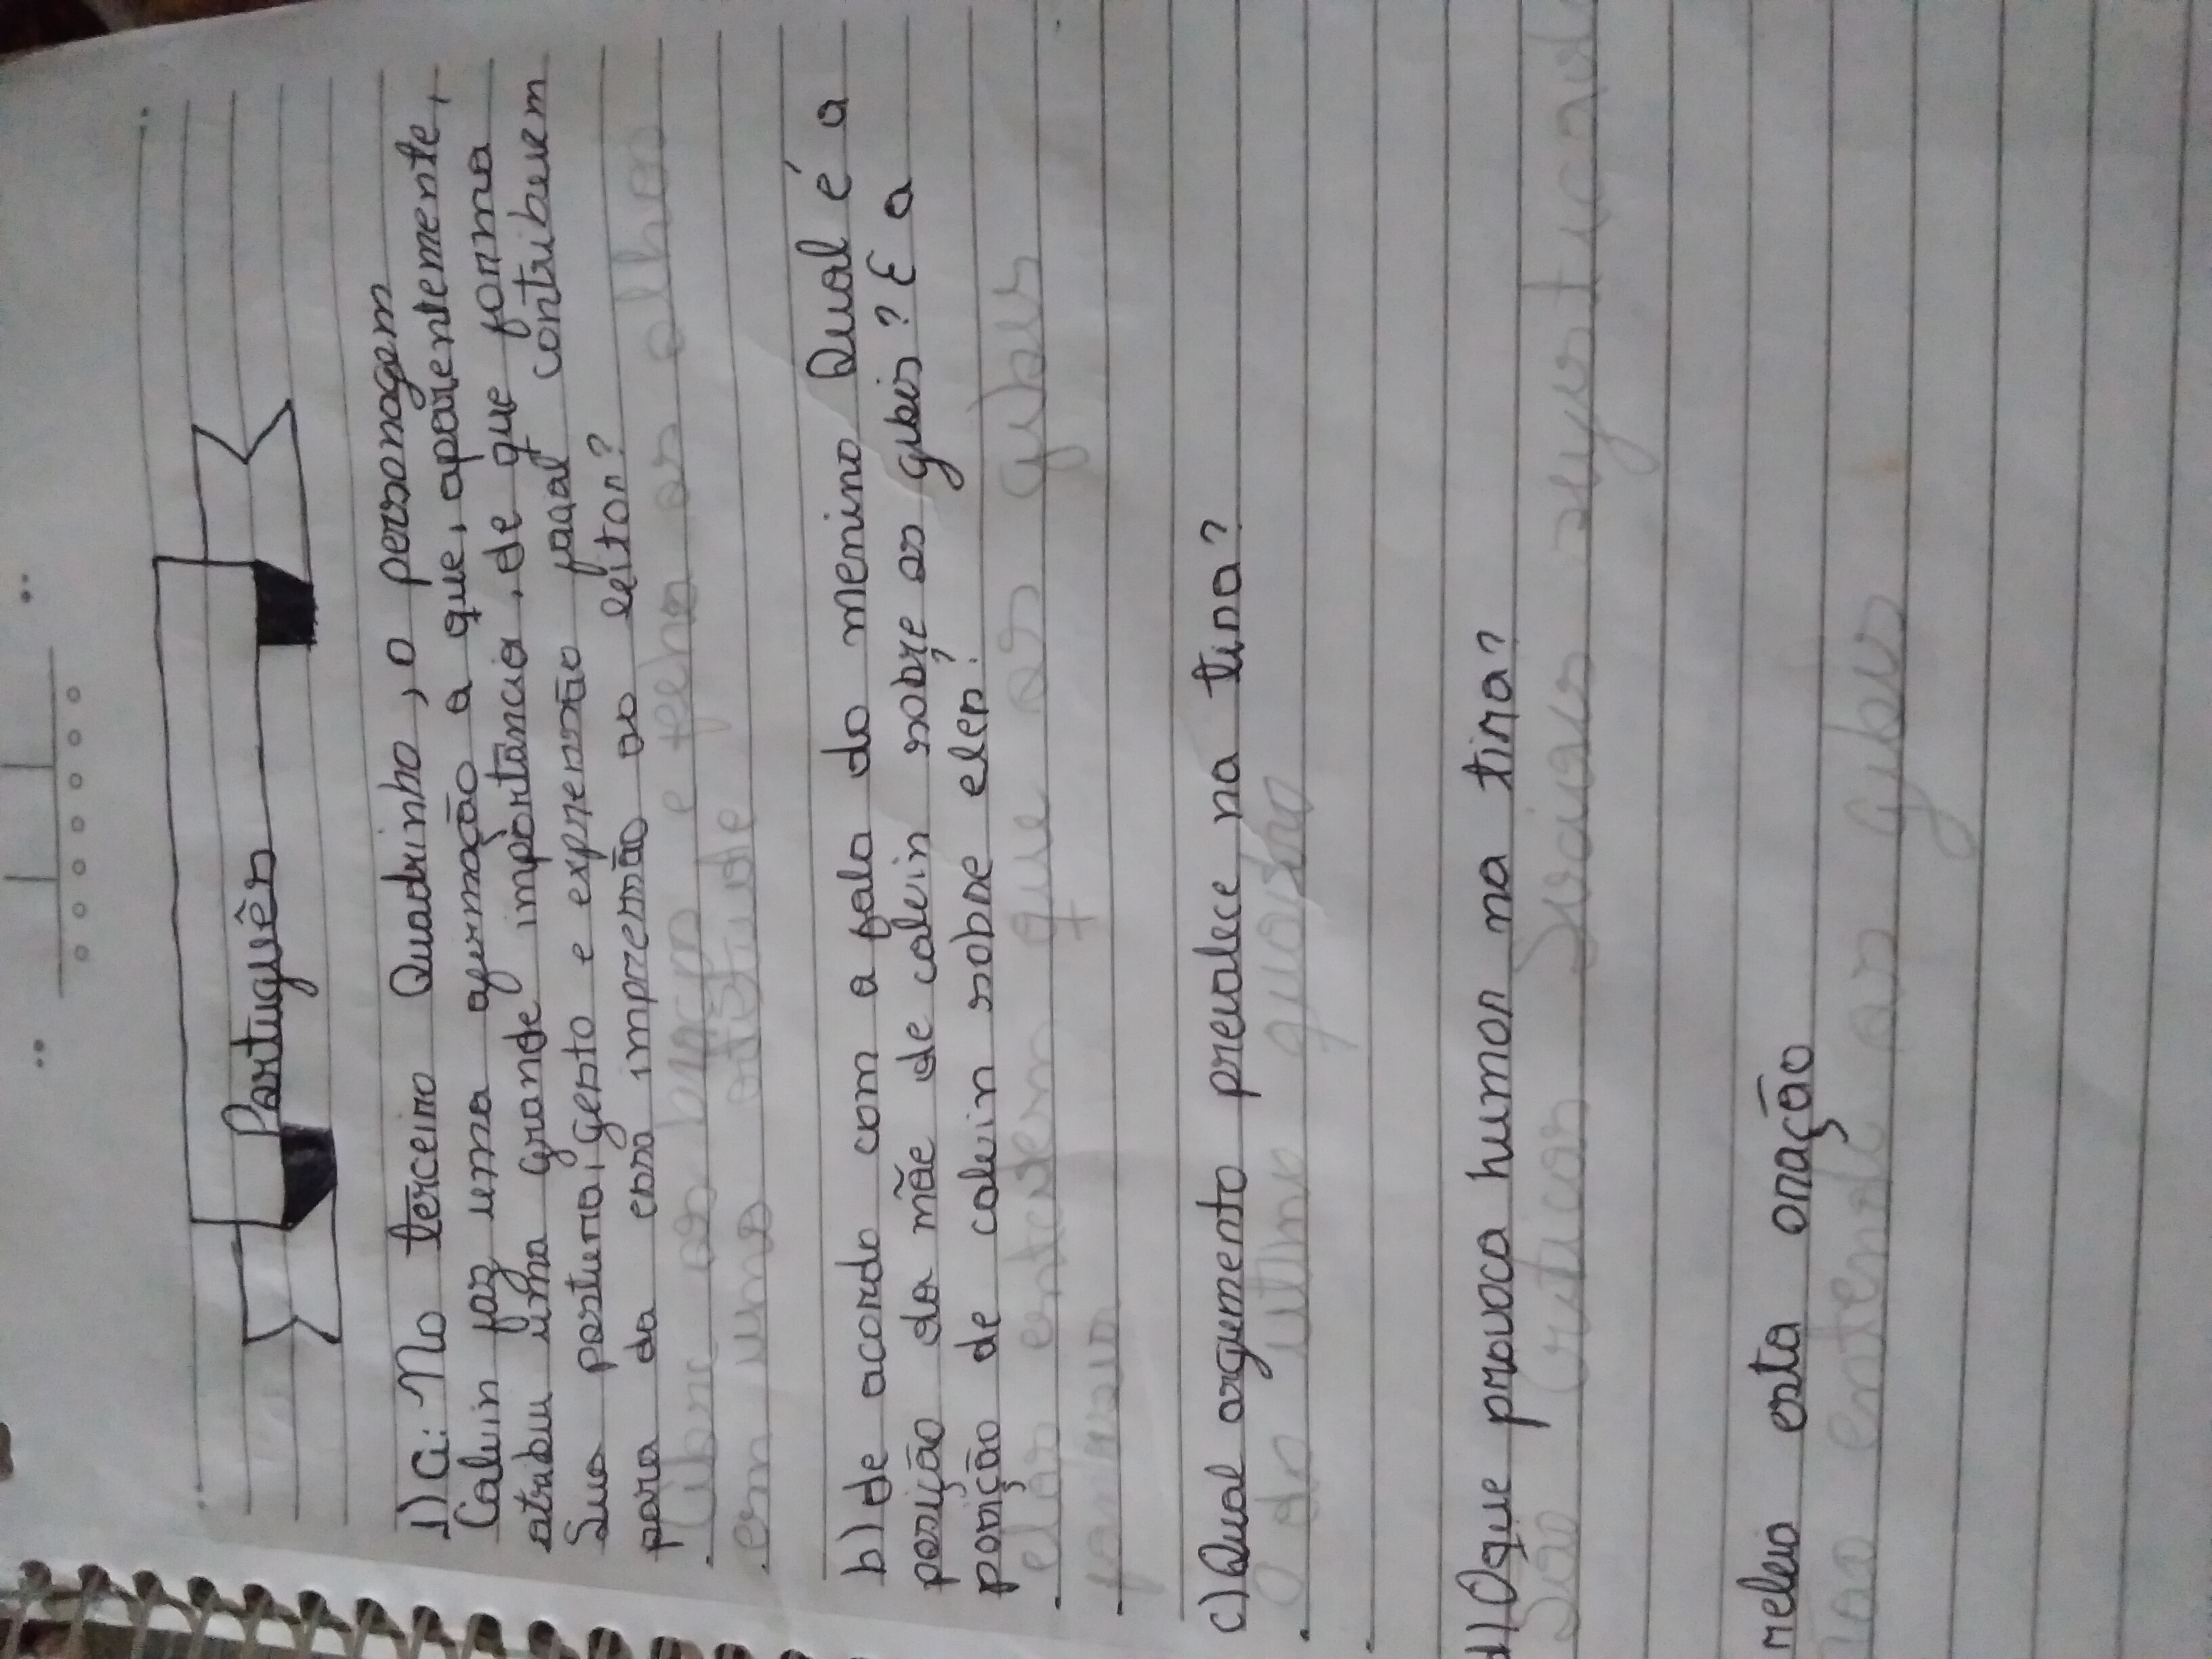 Português
1) a: No terceiro Quadrinho, o personagem
Calvin faz uma afirmação a que, aparentemente,
atribui uma grande importância. de que forma
Sua postura, gesto e expressão facial contribuem
para da essa impressão ao leitor?
Abre os braços, e fecha os olhos
em uma atitude
b) de acordo com a fala do menino Qual é a
posição da mãe de calvin sobre os gibis? E a
posição de calvin sobre eles?
que os gibis
c) Qual argumento prevalece na tira?
O do ultimo quadro
d) Oque provoca humor na tira?
São Criticas Sociais
releia esta oração
não entende os gibis